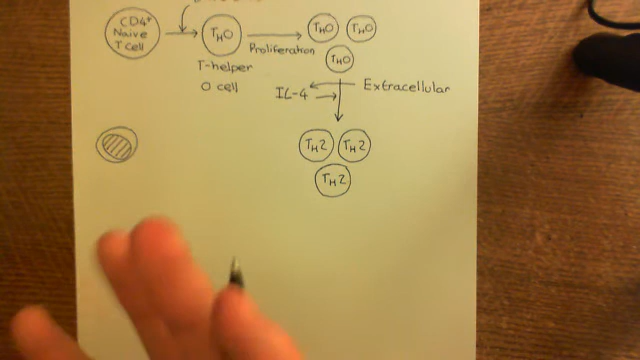 CD4+
Naive
T cell
TH0
T-helper
0 cell
Proliferation
TH0
TH0
TH0
IL-4
Extracellular
TH2
TH2
TH2